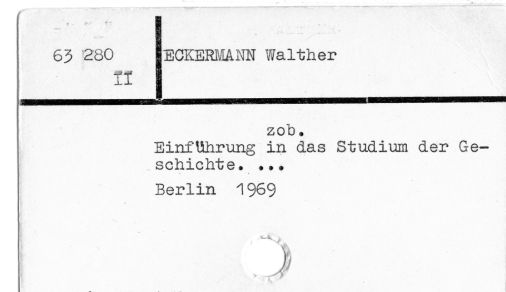 63 280
II
ECKERMANN Walther
zob.
Einführung in das Studium der Ge-
schichte. ...
Berlin 1969